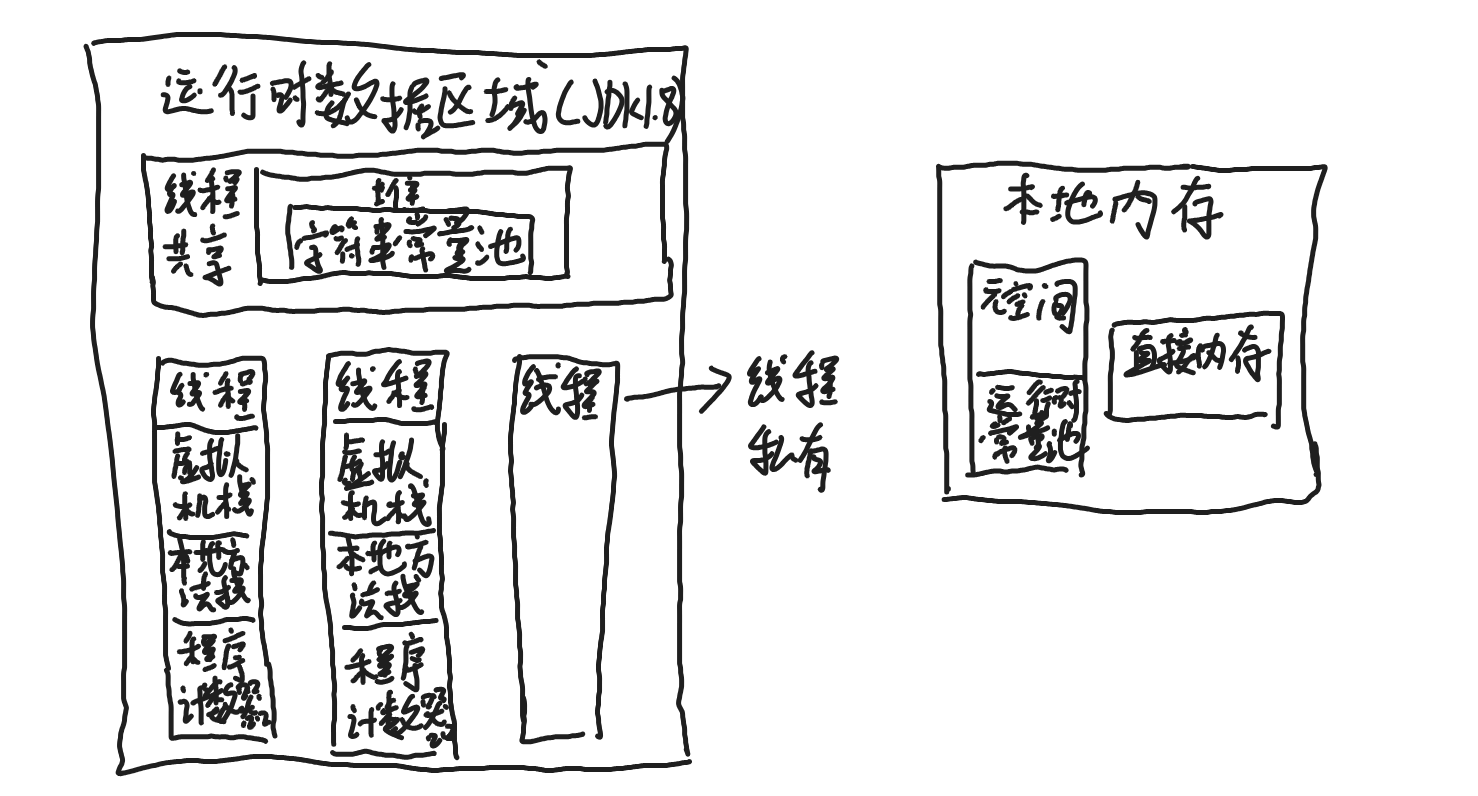 运行时数据区域(JDK1.8)
线程
共享
堆
字符串常量池
线程
虚拟
机栈
本地方
法栈
程序
计数器
线程
虚拟
机栈
本地方
法栈
程序
计数器
线程
线程
私有
本地内存
元空间
运行时
常量池
直接内存